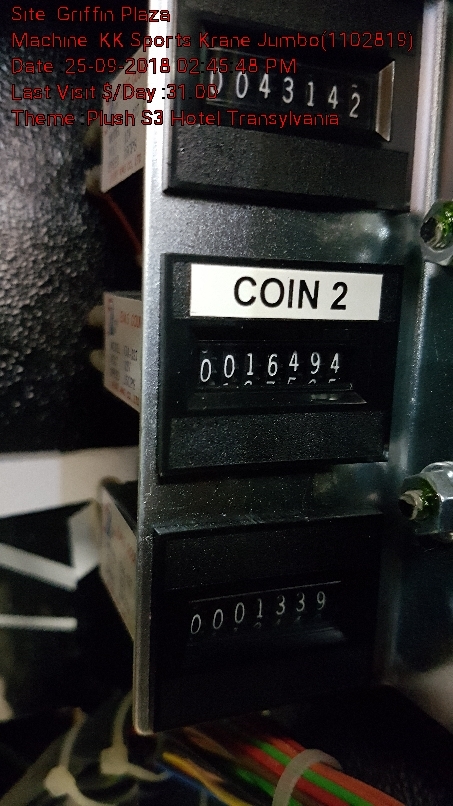 Site Griffin Plaza
Machine KK Sports Krane Jumbo(1102819)
Date :25-09-2018 02:45:48 PM
Last Visit $/Day :31.00
Theme :Plush S3 Hotel Transylvania
043142
COIN 2
0016494
0001339